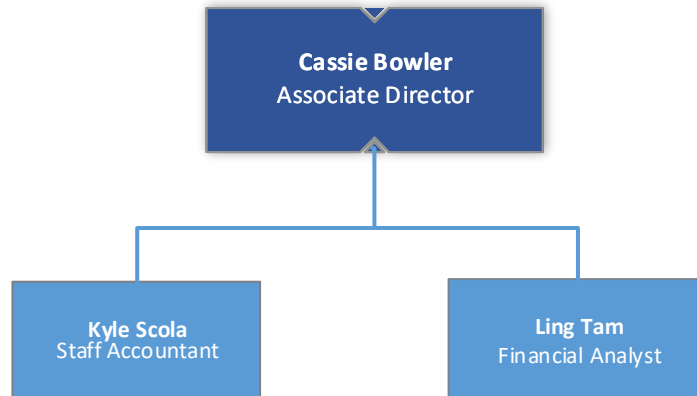 Cassie Bowler
Associate Director
Kyle Scola
Staff Accountant
Ling Tam
Financial Analyst